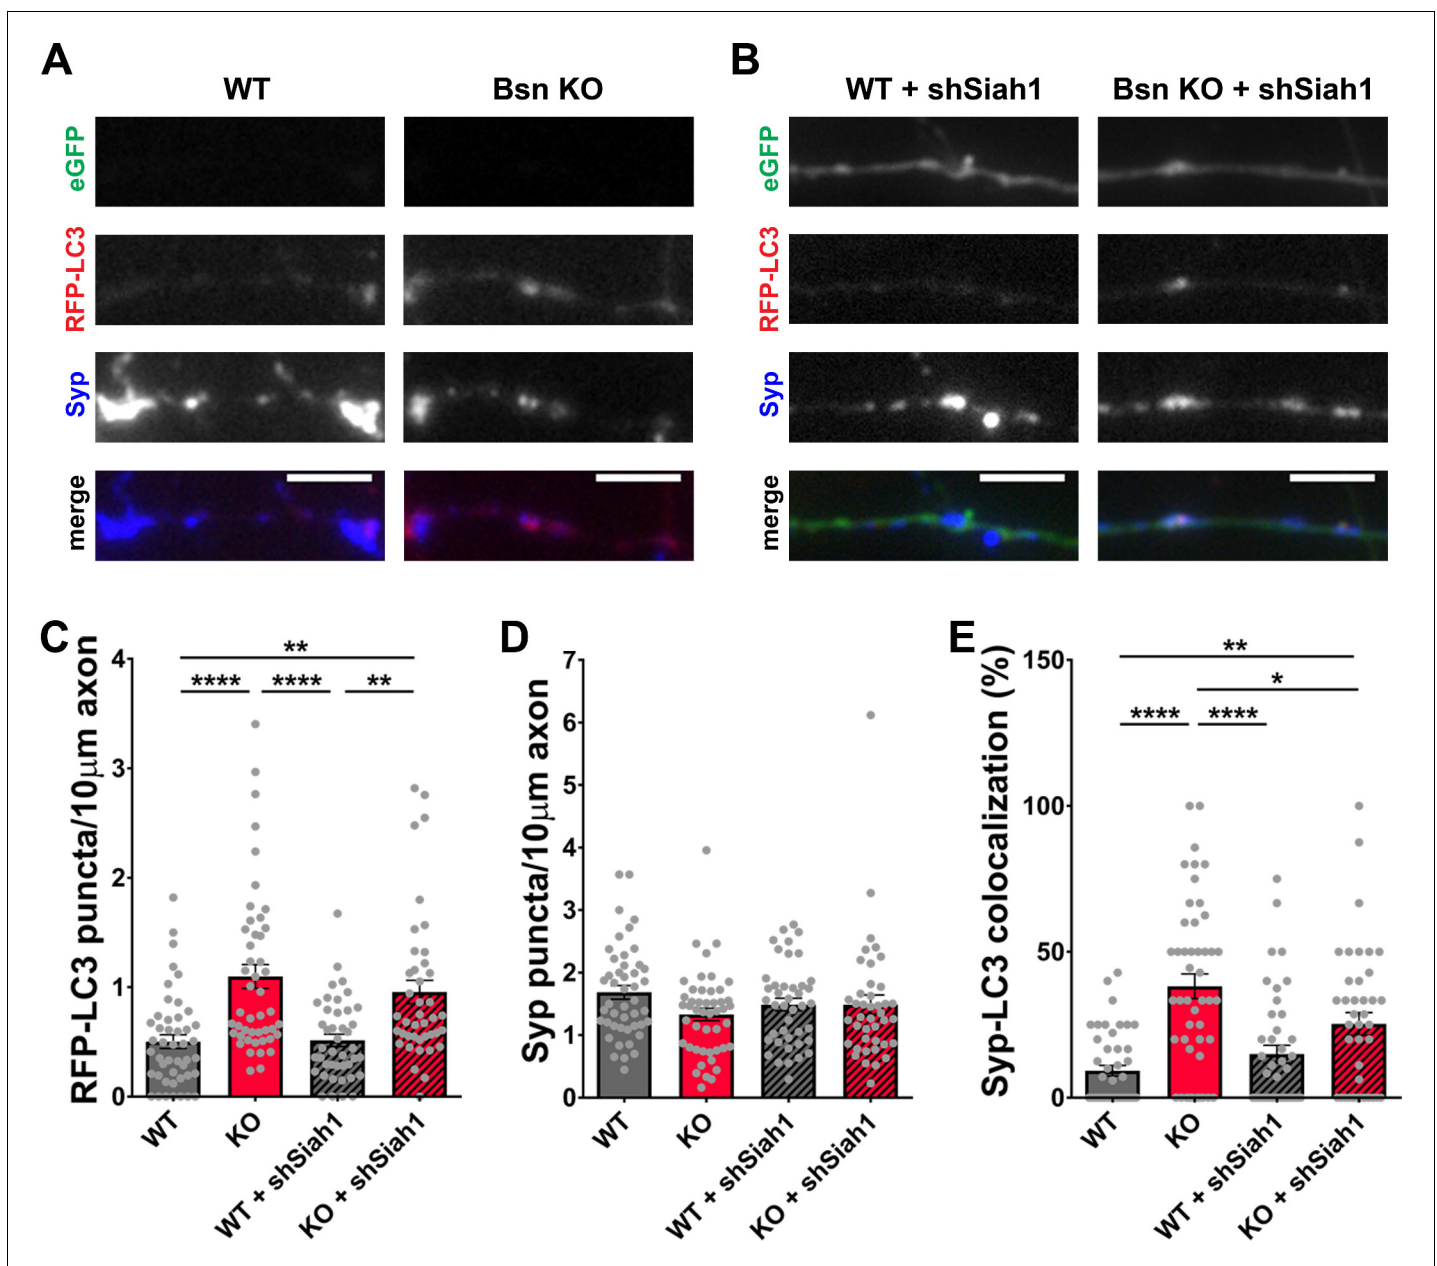 A
WT
Bsn KO
eGFP
RFP-LC3
Syp
merge
B
WT + shSiah1
Bsn KO + shSiah1
eGFP
RFP-LC3
Syp
merge
C
RFP-LC3 puncta/10µm axon
4
3
2
1
0
**
**** **** **
WT
KO
WT + shSiah1
KO + shSiah1
D
Syp puncta/10µm axon
7
6
5
4
3
2
1
0
WT
KO
WT + shSiah1
KO + shSiah1
E
Syp-LC3 colocalization (%)
150
100
50
0
**
*
**** ****
WT
KO
WT + shSiah1
KO + shSiah1